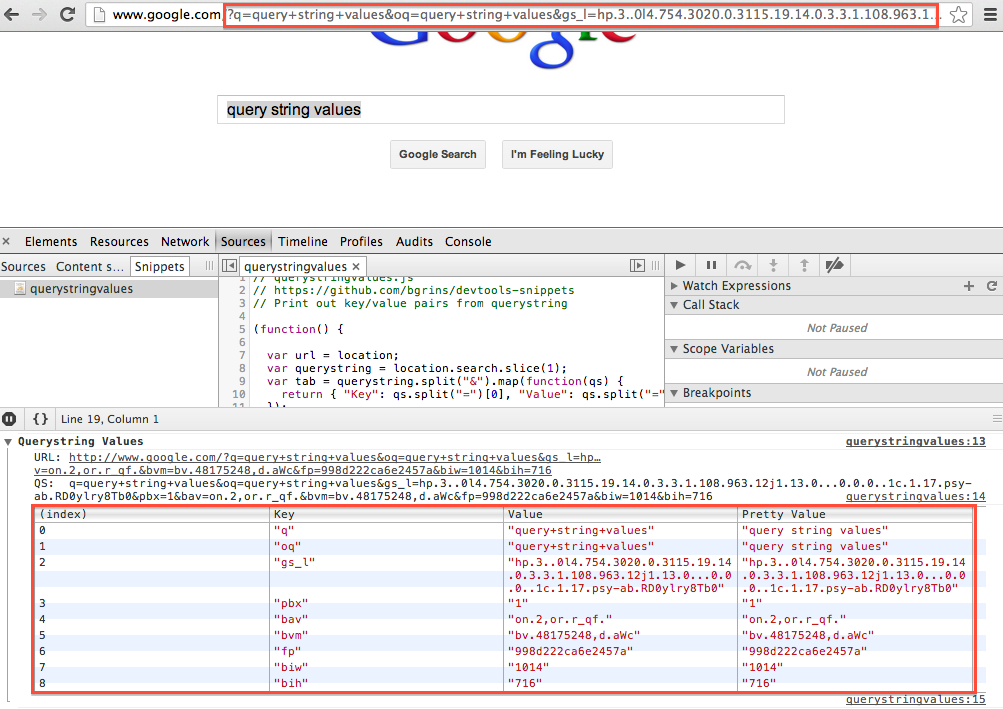 www.google.com/?q=query+string+values&oq=query+string+values&gs_l=hp.3..0l4.754.3020.0.3115.19.14.0.3.3.1.108.963.1...
Google
query string values
Google Search I'm Feeling Lucky
× Elements Resources Network Sources Timeline Profiles Audits Console
Sources Content s... Snippets querystringvalues ×
querystringvalues
1 // querystringvalues.js
2 // https://github.com/bgrins/devtools-snippets
3 // Print out key/value pairs from querystring
4
5 (function() {
6
7 var url = location;
8 var querystring = location.search.slice(1);
9 var tab = querystring.split("&").map(function(qs) {
10 return { "Key": qs.split("=")[0], "Value": qs.split("="
11 });
Watch Expressions
Call Stack
Not Paused
Scope Variables
Not Paused
Breakpoints
{} Line 19, Column 1
Querystring Values querystringvalues:13
URL: http://www.google.com/?q=query+string+values&oq=query+string+values&gs_l=hp…
v=on.2,or.r_qf.&bvm=bv.48175248,d.aWc&fp=998d222ca6e2457a&biw=1014&bih=716
QS: q=query+string+values&oq=query+string+values&gs_l=hp.3..0l4.754.3020.0.3115.19.14.0.3.3.1.108.963.12j1.13.0...0.0.0..1c.1.17.psy-
ab.RD0ylry8Tb0&pbx=1&bav=on.2,or.r_qf.&bvm=bv.48175248,d.aWc&fp=998d222ca6e2457a&biw=1014&bih=716 querystringvalues:14
(index) Key Value Pretty Value
0 "q" "query+string+values" "query string values"
1 "oq" "query+string+values" "query string values"
2 "gs_l" "hp.3..0l4.754.3020.0.3115.19.14 "hp.3..0l4.754.3020.0.3115.19.14
.0.3.3.1.108.963.12j1.13.0...0.0 .0.3.3.1.108.963.12j1.13.0...0.0
.0..1c.1.17.psy-ab.RD0ylry8Tb0" .0..1c.1.17.psy-ab.RD0ylry8Tb0"
3 "pbx" "1" "1"
4 "bav" "on.2,or.r_qf." "on.2,or.r_qf."
5 "bvm" "bv.48175248,d.aWc" "bv.48175248,d.aWc"
6 "fp" "998d222ca6e2457a" "998d222ca6e2457a"
7 "biw" "1014" "1014"
8 "bih" "716" "716"
querystringvalues:15